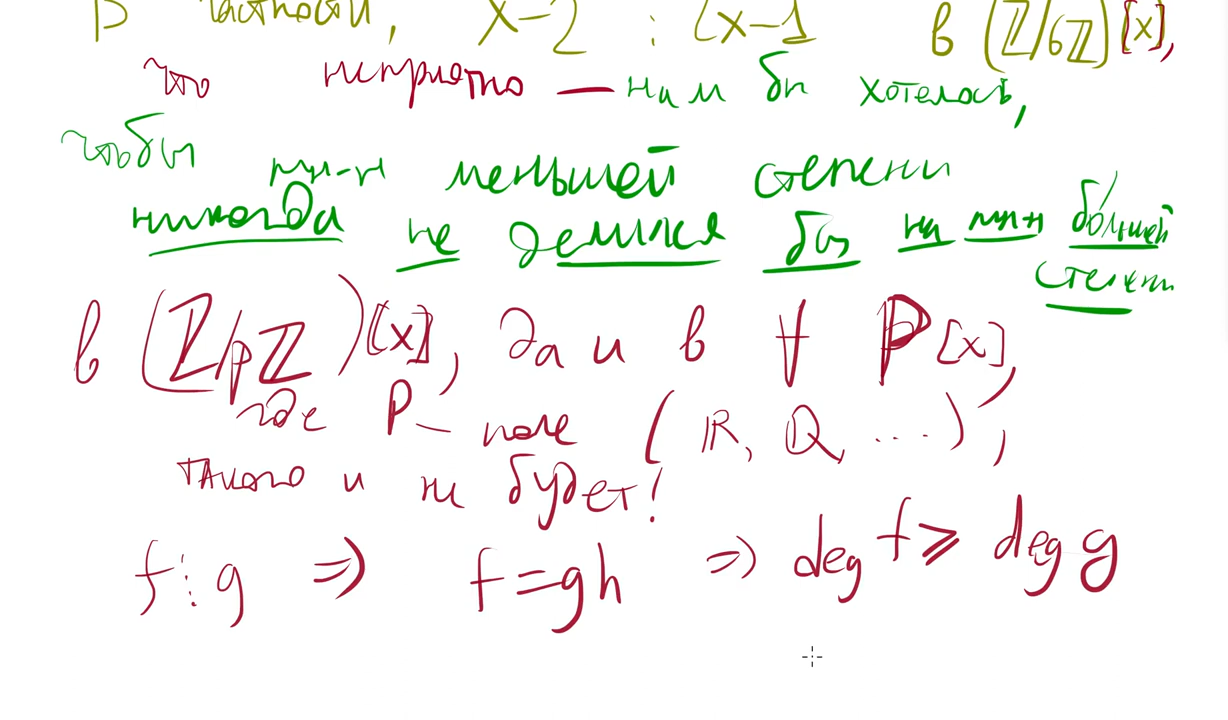 В частности, x-2 ⋮ 2x-1 в (ℤ/6ℤ)[x],
что неприятно — нам бы хотелось,
чтобы мн-н меньшей степени
никогда не делился бы на мн-н большей
степени
в (ℤ/pℤ)[x], да и в ∀ P[x],
где P – поле (ℝ, ℚ, ...),
такого и не будет!
f ⋮ g ⇒ f = gh ⇒ deg f ⩾ deg g